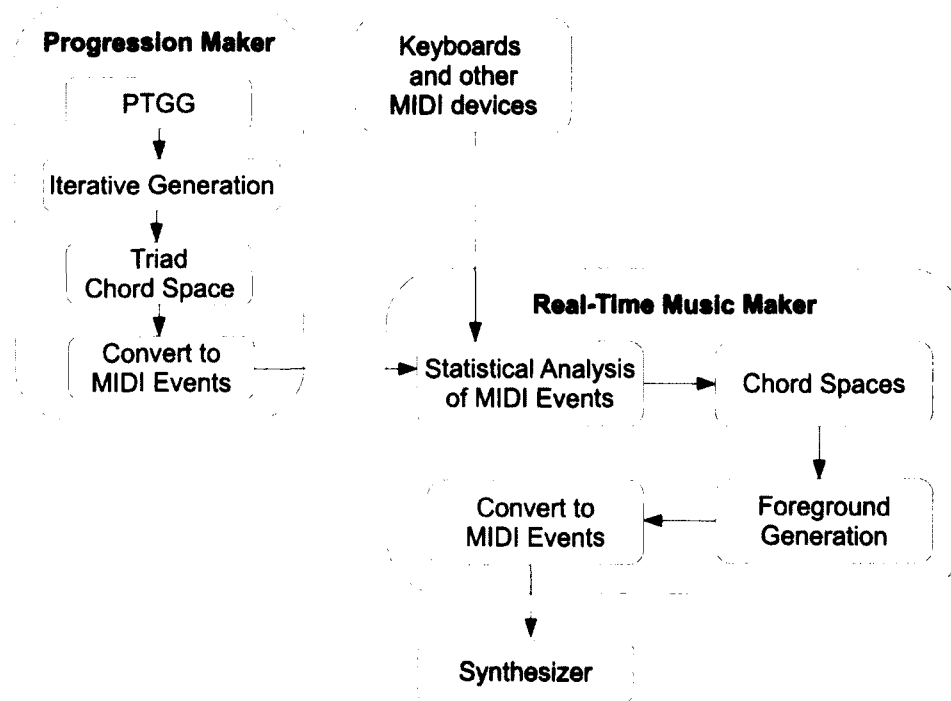 Progression Maker
PTGG
Iterative Generation
Triad
Chord Space
Convert to
MIDI Events
Keyboards
and other
MIDI devices
Real-Time Music Maker
Statistical Analysis
of MIDI Events
Chord Spaces
Foreground
Generation
Convert to
MIDI Events
Synthesizer